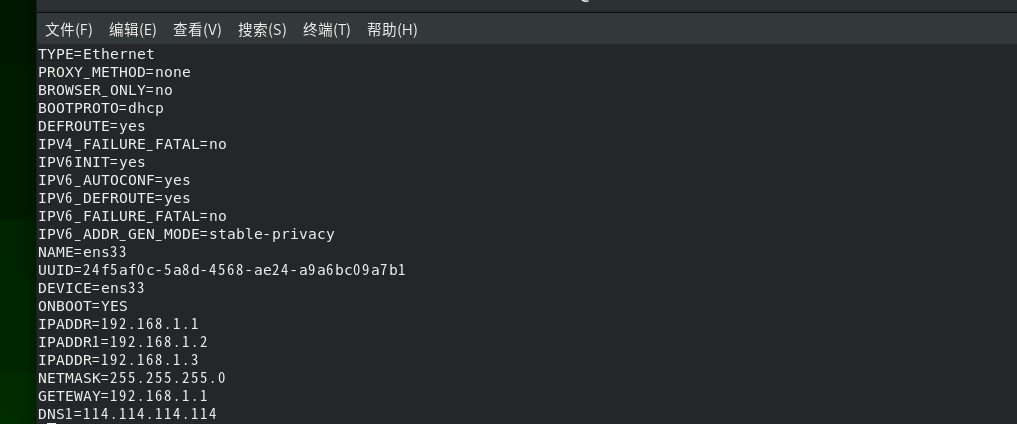 文件(F) 编辑(E) 查看(V) 搜索(S) 终端(T) 帮助(H)
TYPE=Ethernet
PROXY_METHOD=none
BROWSER_ONLY=no
BOOTPROTO=dhcp
DEFROUTE=yes
IPV4_FAILURE_FATAL=no
IPV6INIT=yes
IPV6_AUTOCONF=yes
IPV6_DEFROUTE=yes
IPV6_FAILURE_FATAL=no
IPV6_ADDR_GEN_MODE=stable-privacy
NAME=ens33
UUID=24f5af0c-5a8d-4568-ae24-a9a6bc09a7b1
DEVICE=ens33
ONBOOT=YES
IPADDR=192.168.1.1
IPADDR1=192.168.1.2
IPADDR=192.168.1.3
NETMASK=255.255.255.0
GETEWAY=192.168.1.1
DNS1=114.114.114.114